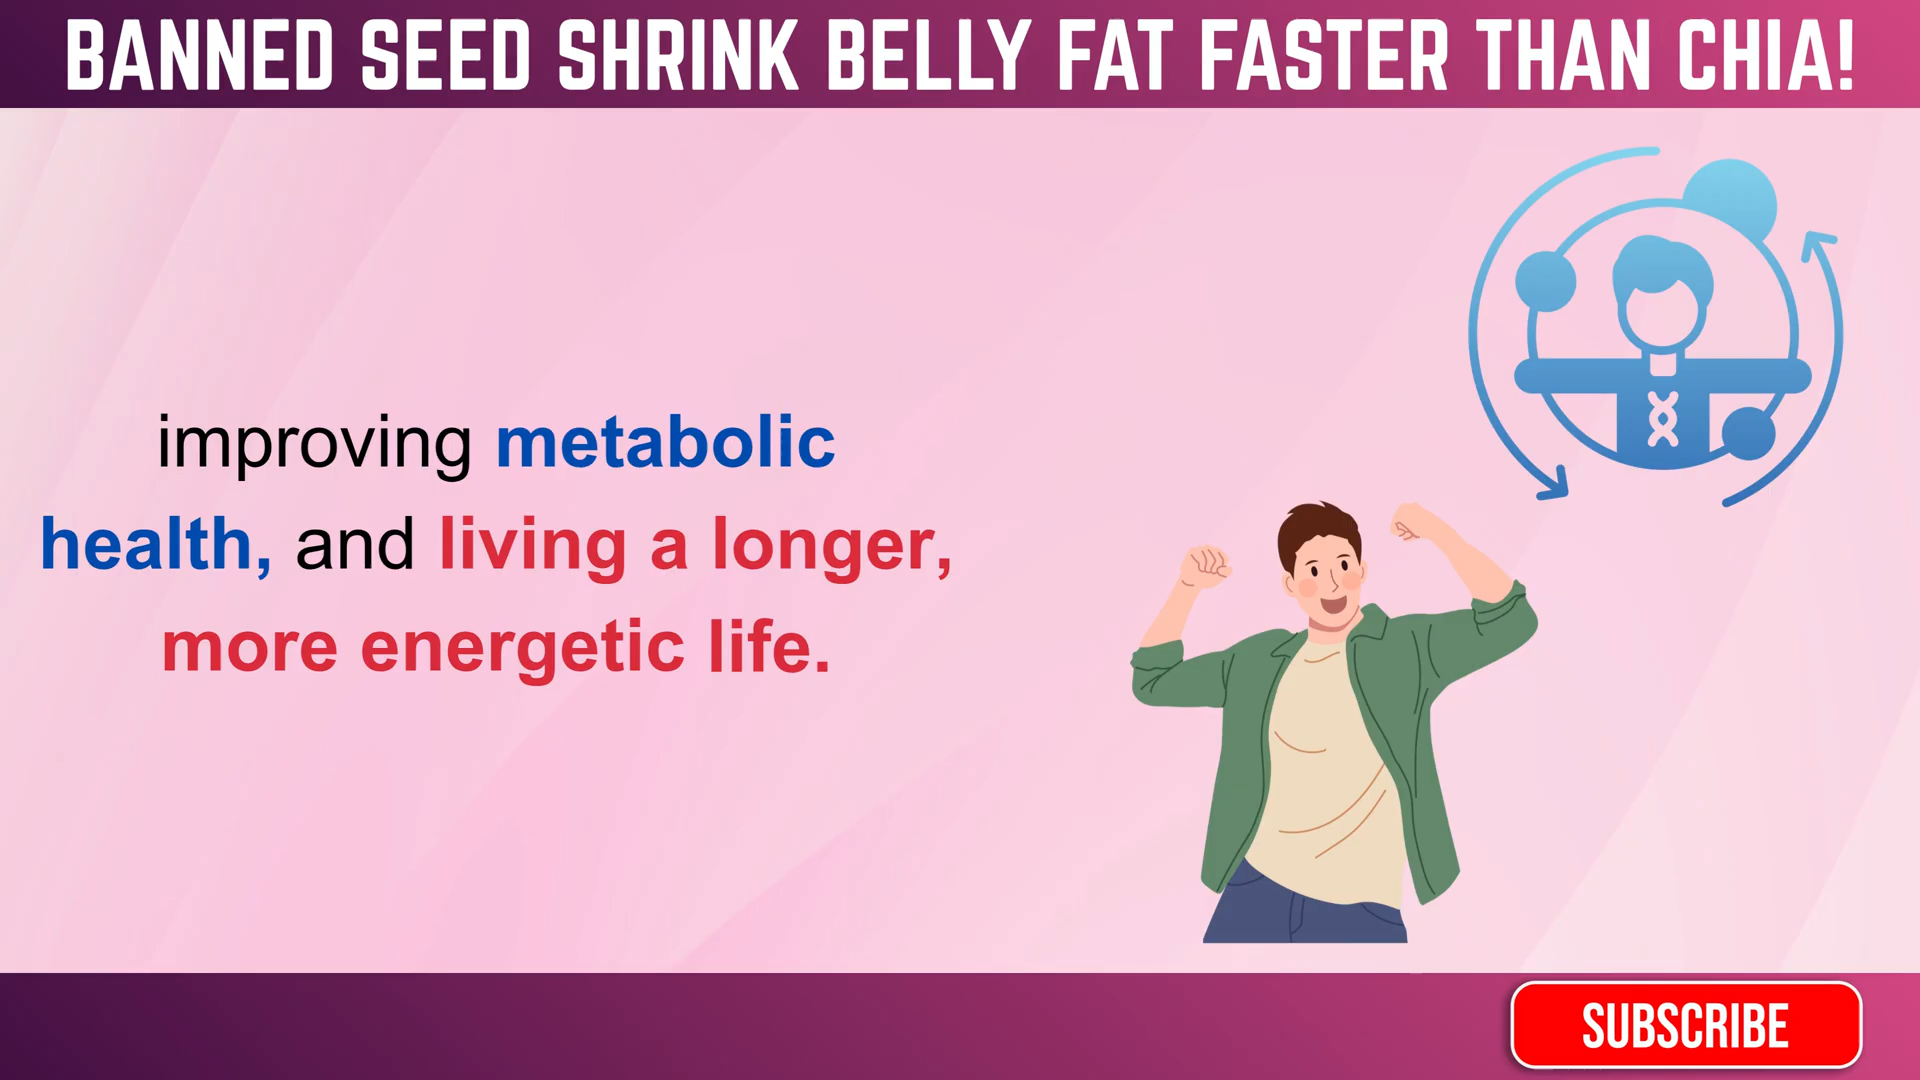 BANNED SEED SHRINK BELLY FAT FASTER THAN CHIA!
improving metabolic
health, and living a longer,
more energetic life.
SUBSCRIBE